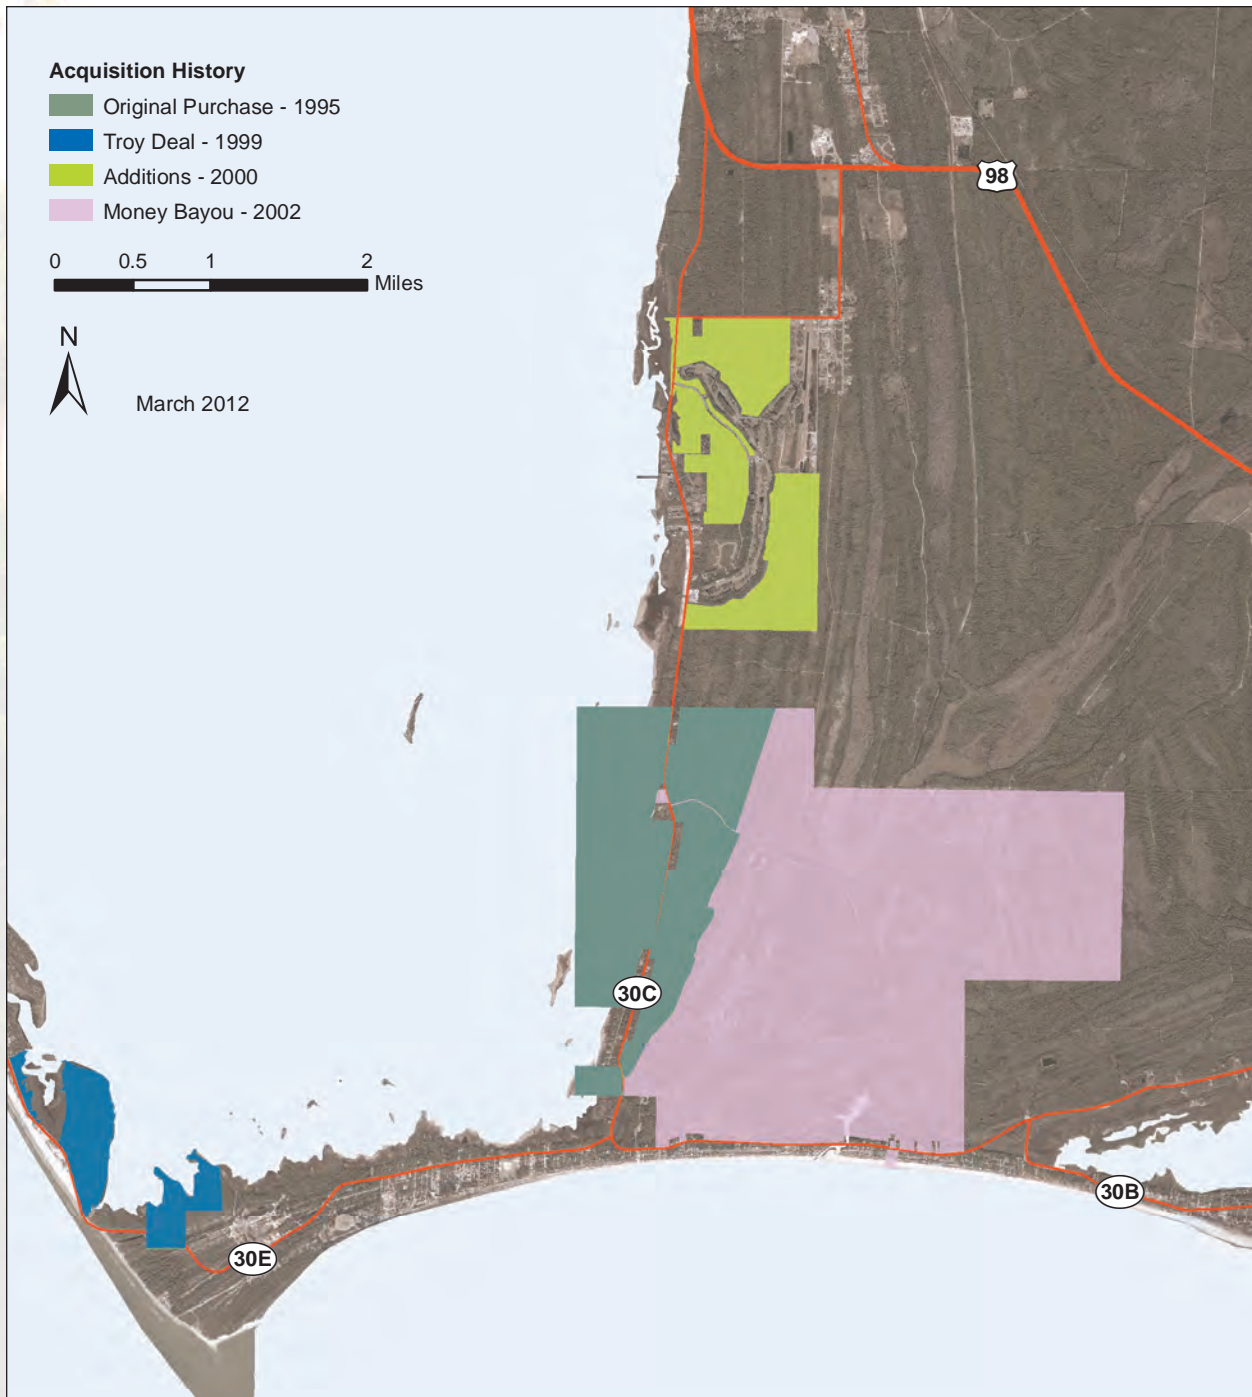 Acquisition History
Original Purchase - 1995
Troy Deal - 1999
Additions - 2000
Money Bayou - 2002
0 0.5 1 2
Miles
N
March 2012
98
30C
30B
30E